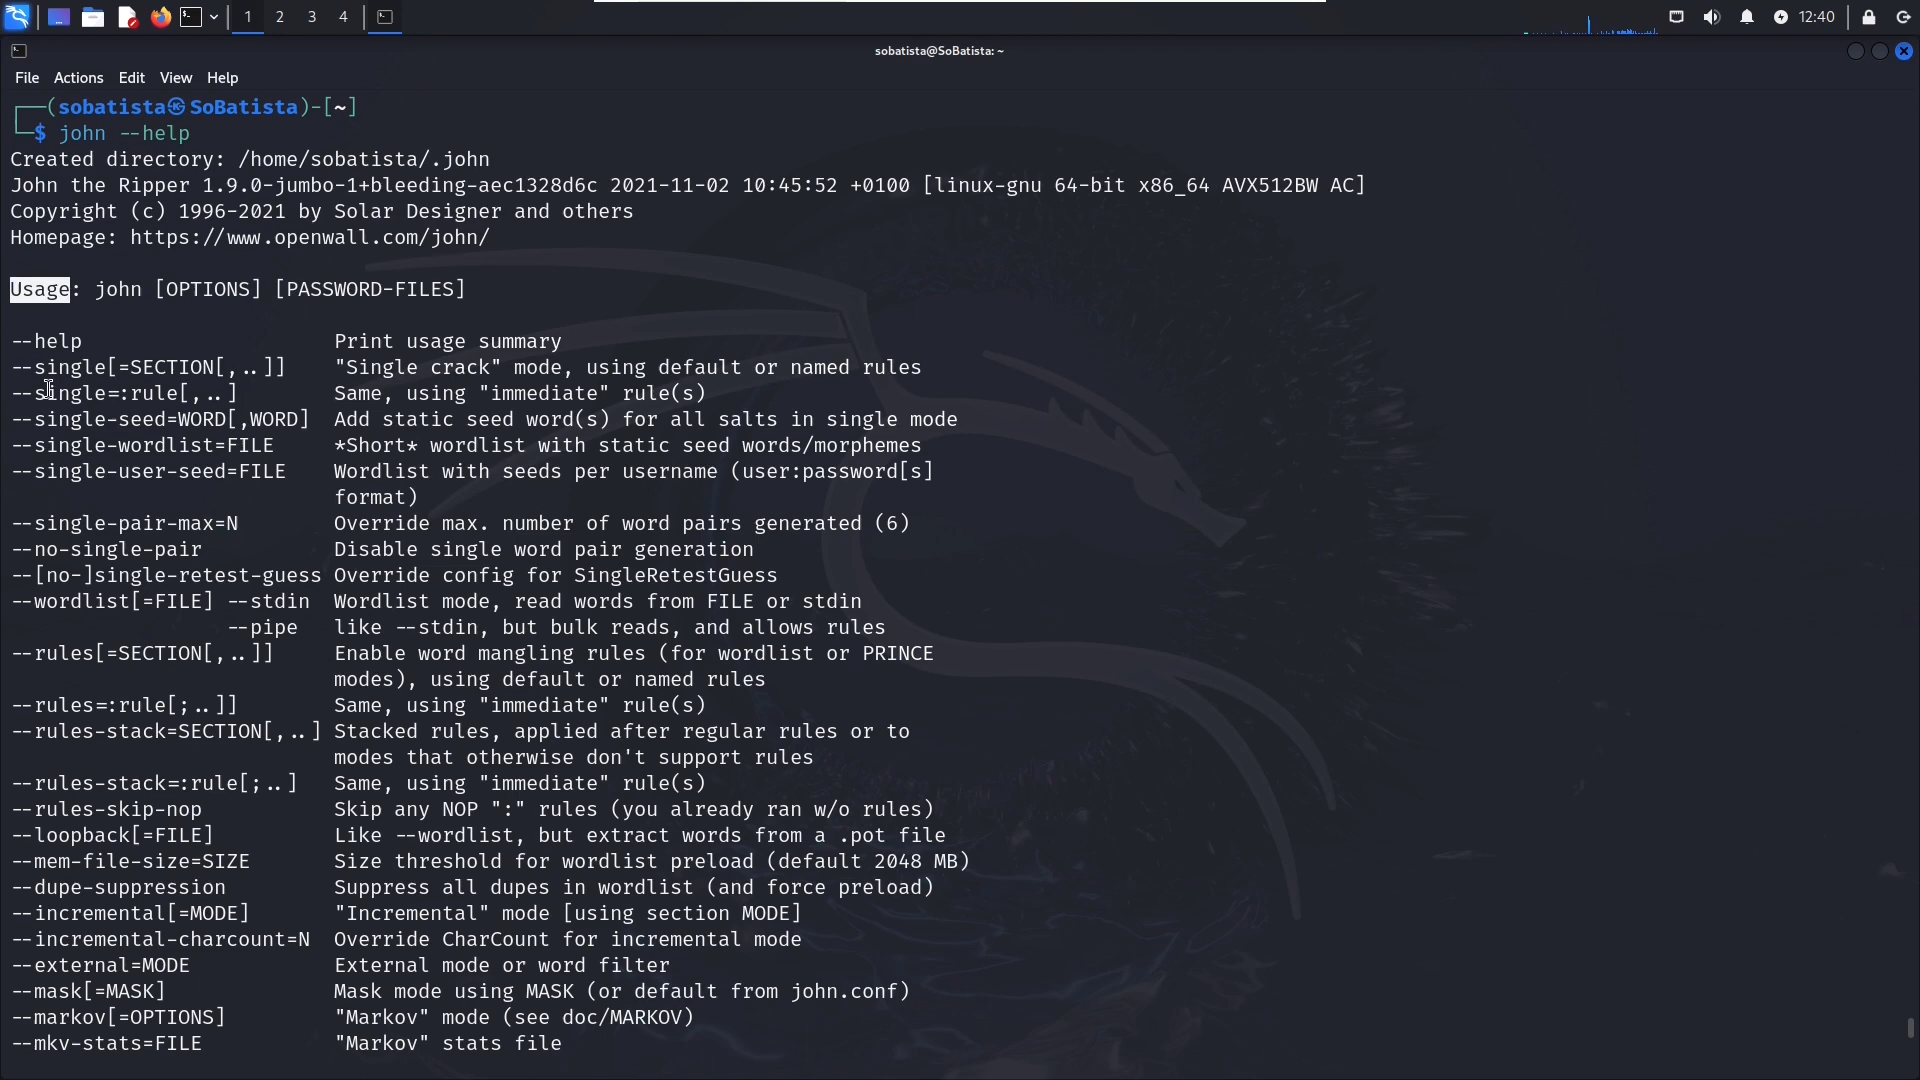 1 2 3 4
12:40
sobatista@SoBatista: ~
File Actions Edit View Help
┌──(sobatista㉿SoBatista)-[~]
└─$ john --help
Created directory: /home/sobatista/.john
John the Ripper 1.9.0-jumbo-1+bleeding-aec1328d6c 2021-11-02 10:45:52 +0100 [linux-gnu 64-bit x86_64 AVX512BW AC]
Copyright (c) 1996-2021 by Solar Designer and others
Homepage: https://www.openwall.com/john/
Usage: john [OPTIONS] [PASSWORD-FILES]
--help                     Print usage summary
--single[=SECTION[,..]]    "Single crack" mode, using default or named rules
--single=:rule[,..]        Same, using "immediate" rule(s)
--single-seed=WORD[,WORD]  Add static seed word(s) for all salts in single mode
--single-wordlist=FILE     *Short* wordlist with static seed words/morphemes
--single-user-seed=FILE    Wordlist with seeds per username (user:password[s]
                           format)
--single-pair-max=N        Override max. number of word pairs generated (6)
--no-single-pair           Disable single word pair generation
--[no-]single-retest-guess Override config for SingleRetestGuess
--wordlist[=FILE] --stdin  Wordlist mode, read words from FILE or stdin
                  --pipe   like --stdin, but bulk reads, and allows rules
--rules[=SECTION[,..]]     Enable word mangling rules (for wordlist or PRINCE
                           modes), using default or named rules
--rules=:rule[;..]]        Same, using "immediate" rule(s)
--rules-stack=SECTION[,..] Stacked rules, applied after regular rules or to
                           modes that otherwise don't support rules
--rules-stack=:rule[;..]   Same, using "immediate" rule(s)
--rules-skip-nop           Skip any NOP ":" rules (you already ran w/o rules)
--loopback[=FILE]          Like --wordlist, but extract words from a .pot file
--mem-file-size=SIZE       Size threshold for wordlist preload (default 2048 MB)
--dupe-suppression         Suppress all dupes in wordlist (and force preload)
--incremental[=MODE]       "Incremental" mode [using section MODE]
--incremental-charcount=N  Override CharCount for incremental mode
--external=MODE            External mode or word filter
--mask[=MASK]              Mask mode using MASK (or default from john.conf)
--markov[=OPTIONS]         "Markov" mode (see doc/MARKOV)
--mkv-stats=FILE           "Markov" stats file